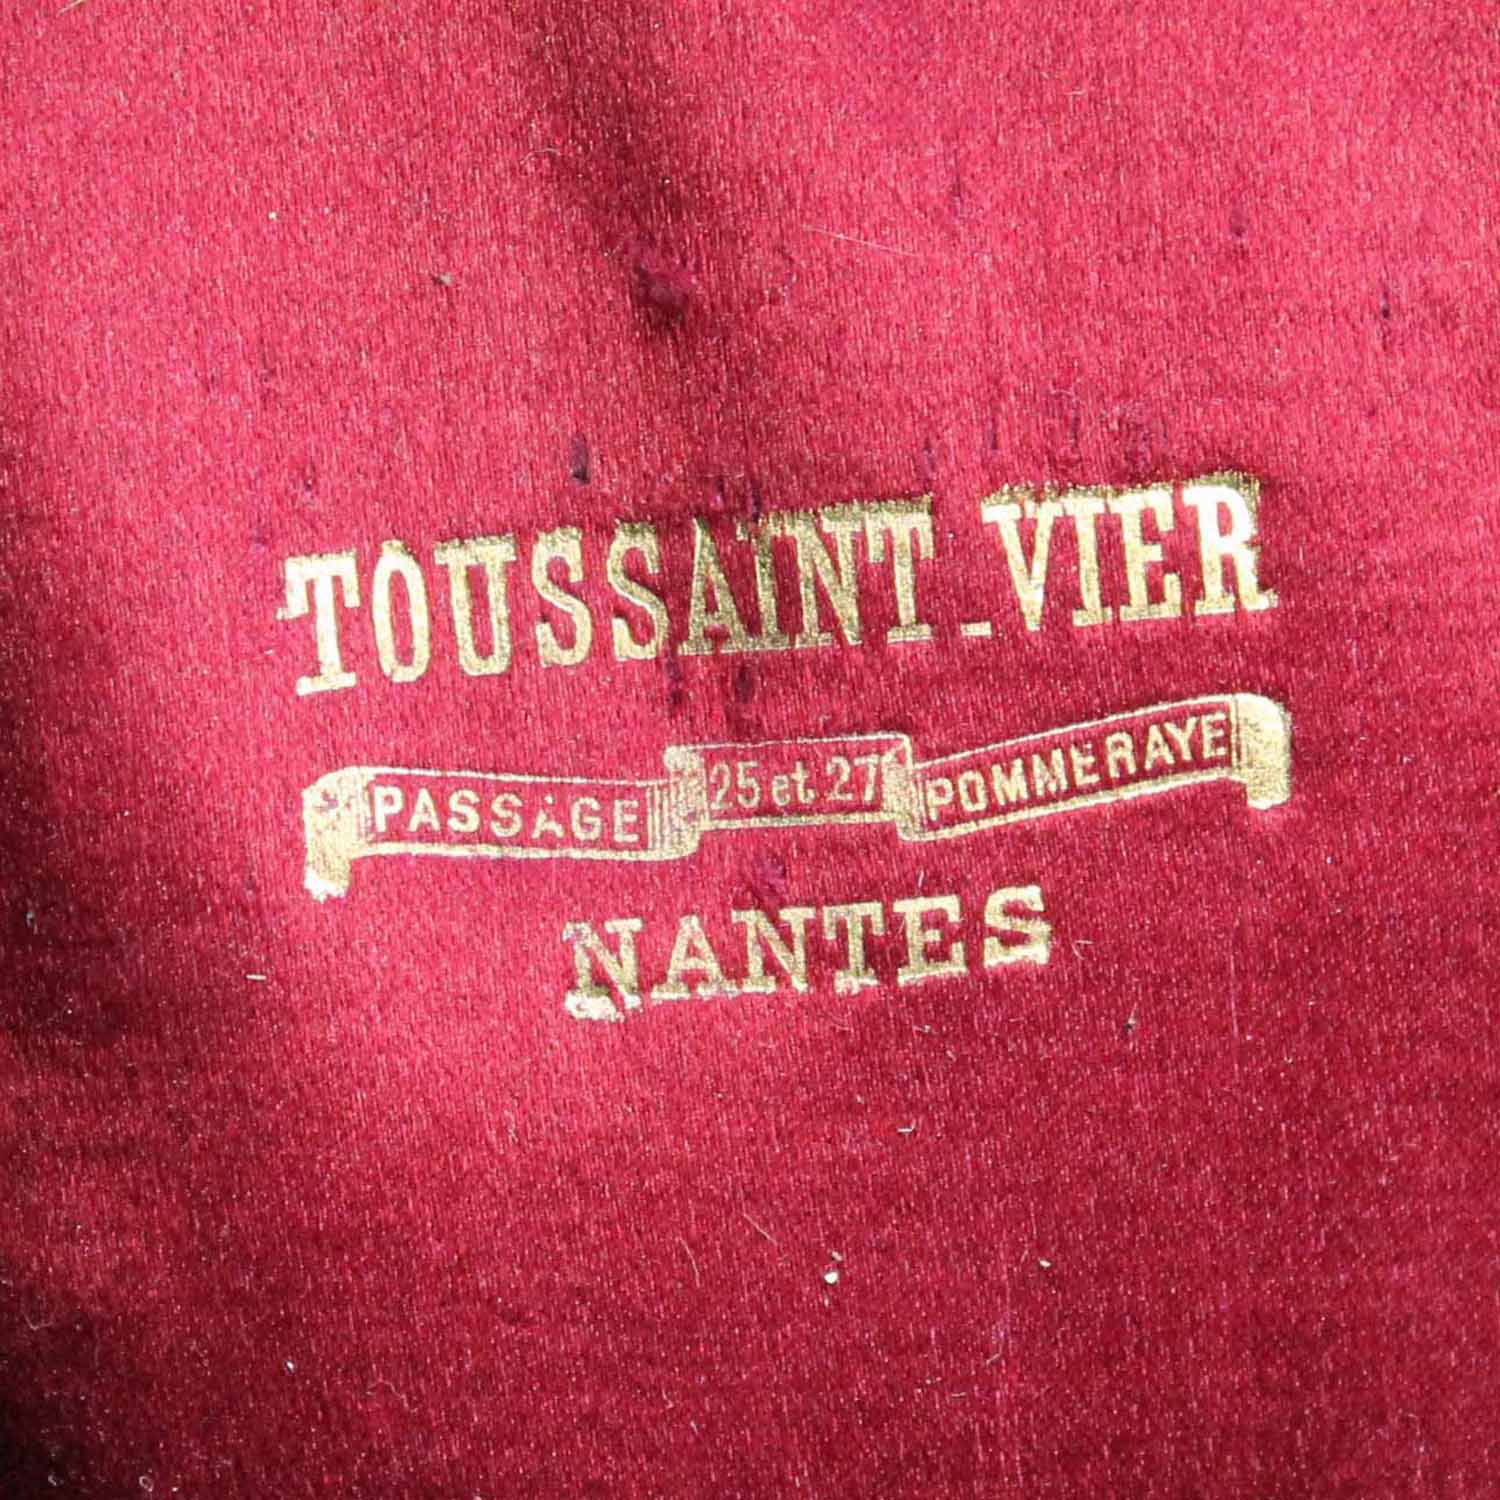 TOUSSAINT_VIER
PASSAGE 25 et 27 POMMERAYE
NANTES